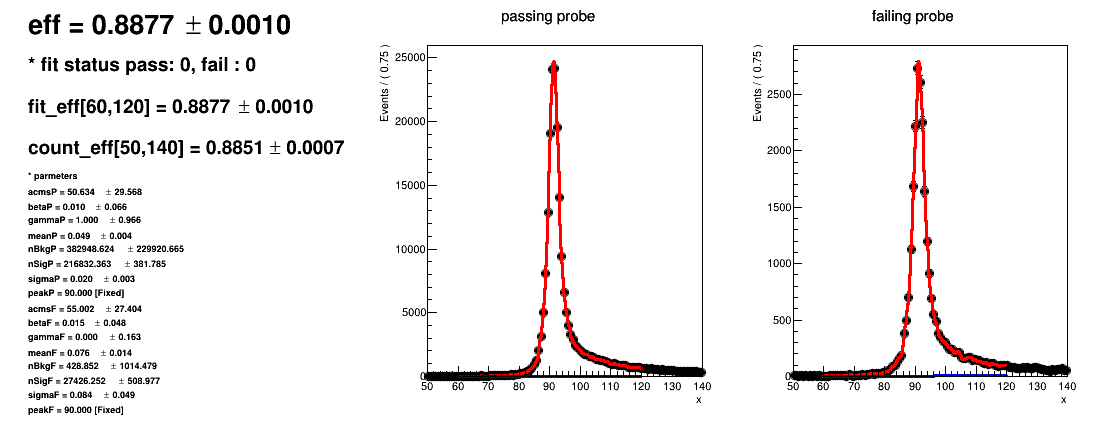 eff = 0.8877 ± 0.0010
* fit status pass: 0, fail : 0
fit_eff[60,120] = 0.8877 ± 0.0010
count_eff[50,140] = 0.8851 ± 0.0007
* parmeters
acmsP = 50.634 ± 29.568
betaP = 0.010 ± 0.066
gammaP = 1.000 ± 0.966
meanP = 0.049 ± 0.004
nBkgP = 382948.624 ± 229920.665
nSigP = 216832.363 ± 381.785
sigmaP = 0.020 ± 0.003
peakP = 90.000 [Fixed]
acmsF = 55.002 ± 27.404
betaF = 0.015 ± 0.048
gammaF = 0.000 ± 0.163
meanF = 0.076 ± 0.014
nBkgF = 428.852 ± 1014.479
nSigF = 27426.252 ± 508.977
sigmaF = 0.084 ± 0.049
peakF = 90.000 [Fixed]
passing probe
Events / ( 0.75 )
25000
20000
15000
10000
5000
0
50 60 70 80 90 100 110 120 130 140
x
failing probe
Events / ( 0.75 )
2500
2000
1500
1000
500
0
50 60 70 80 90 100 110 120 130 140
x